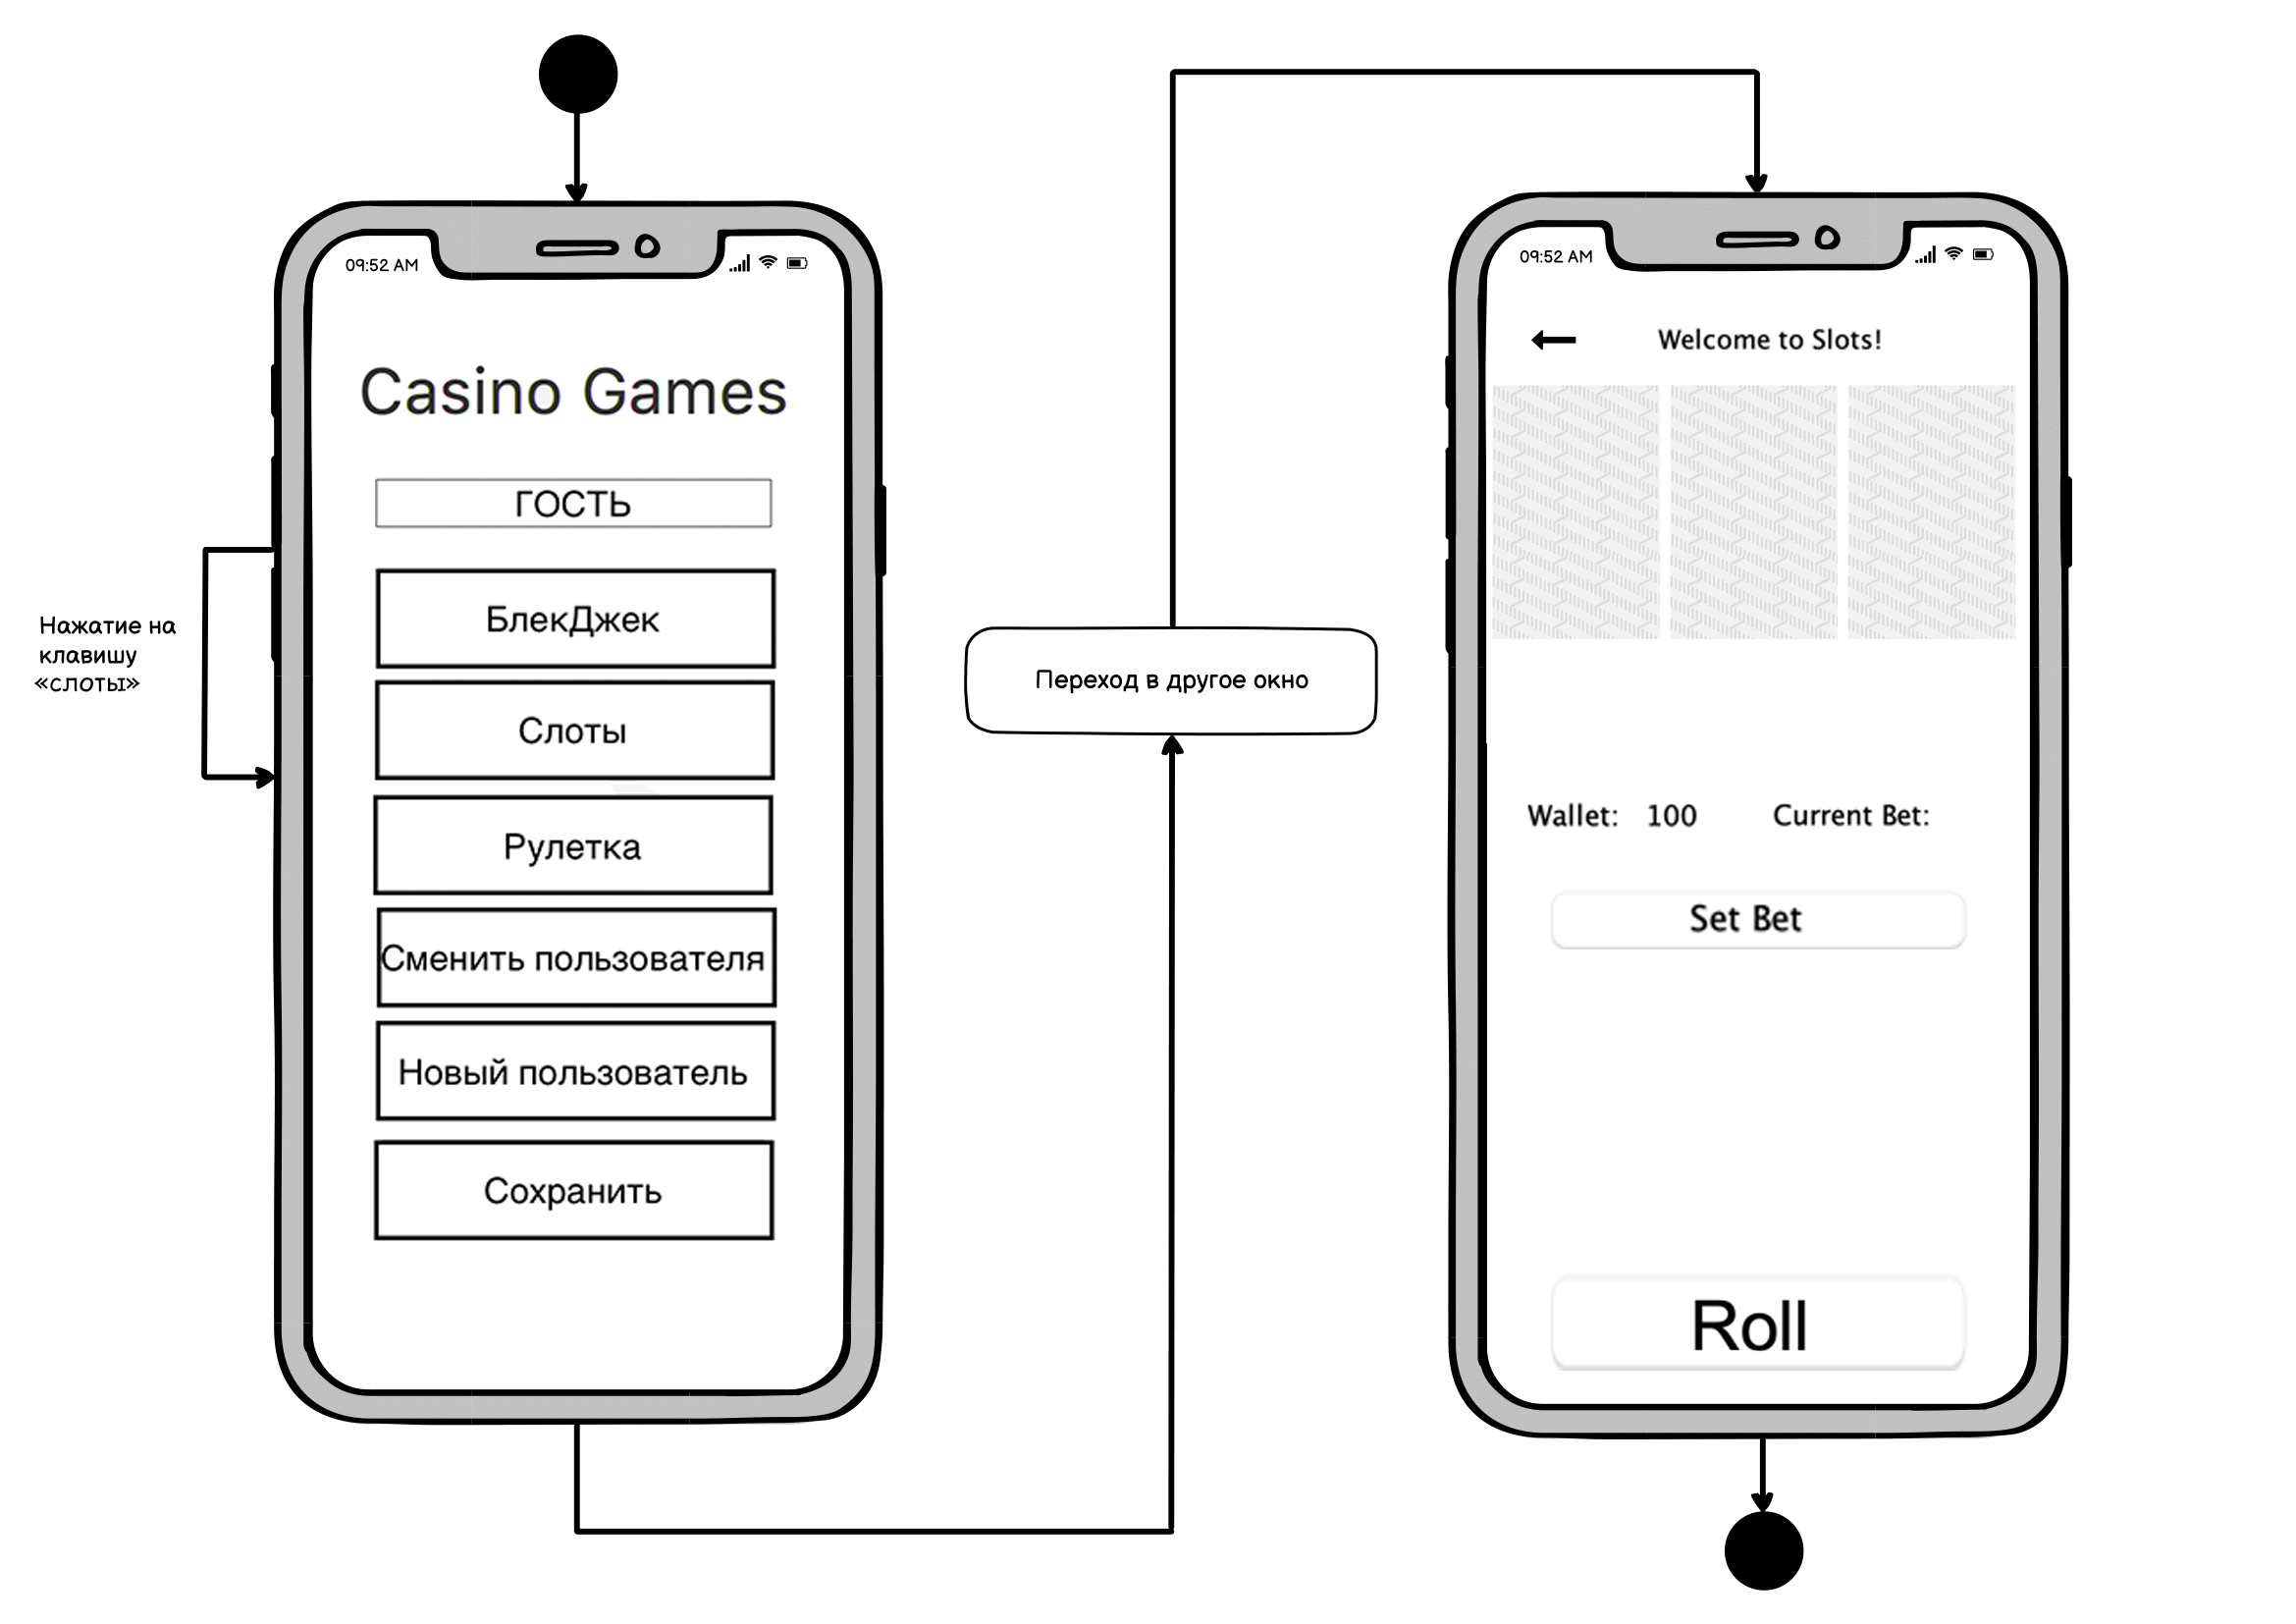 09:52 AM
Casino Games
ГОСТЬ
БлекДжек
Слоты
Рулетка
Сменить пользователя
Новый пользователь
Сохранить
Нажатие на
клавишу
«слоты»
Переход в другое окно
09:52 AM
Welcome to Slots!
Wallet: 100 Current Bet:
Set Bet
Roll